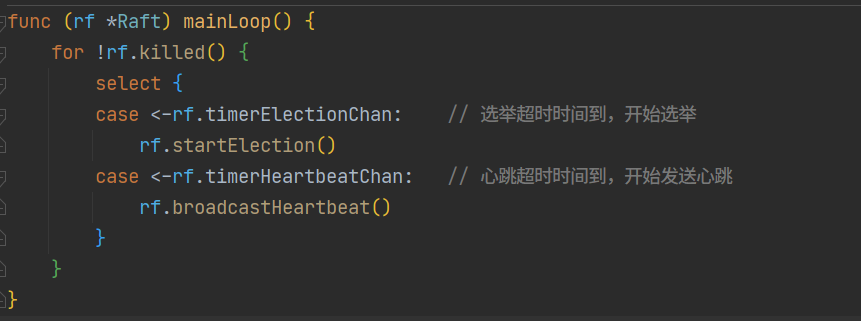 func (rf *Raft) mainLoop() {
    for !rf.killed() {
        select {
        case <-rf.timerElectionChan:    // 选举超时时间到，开始选举
            rf.startElection()
        case <-rf.timerHeartbeatChan:   // 心跳超时时间到，开始发送心跳
            rf.broadcastHeartbeat()
        }
    }
}